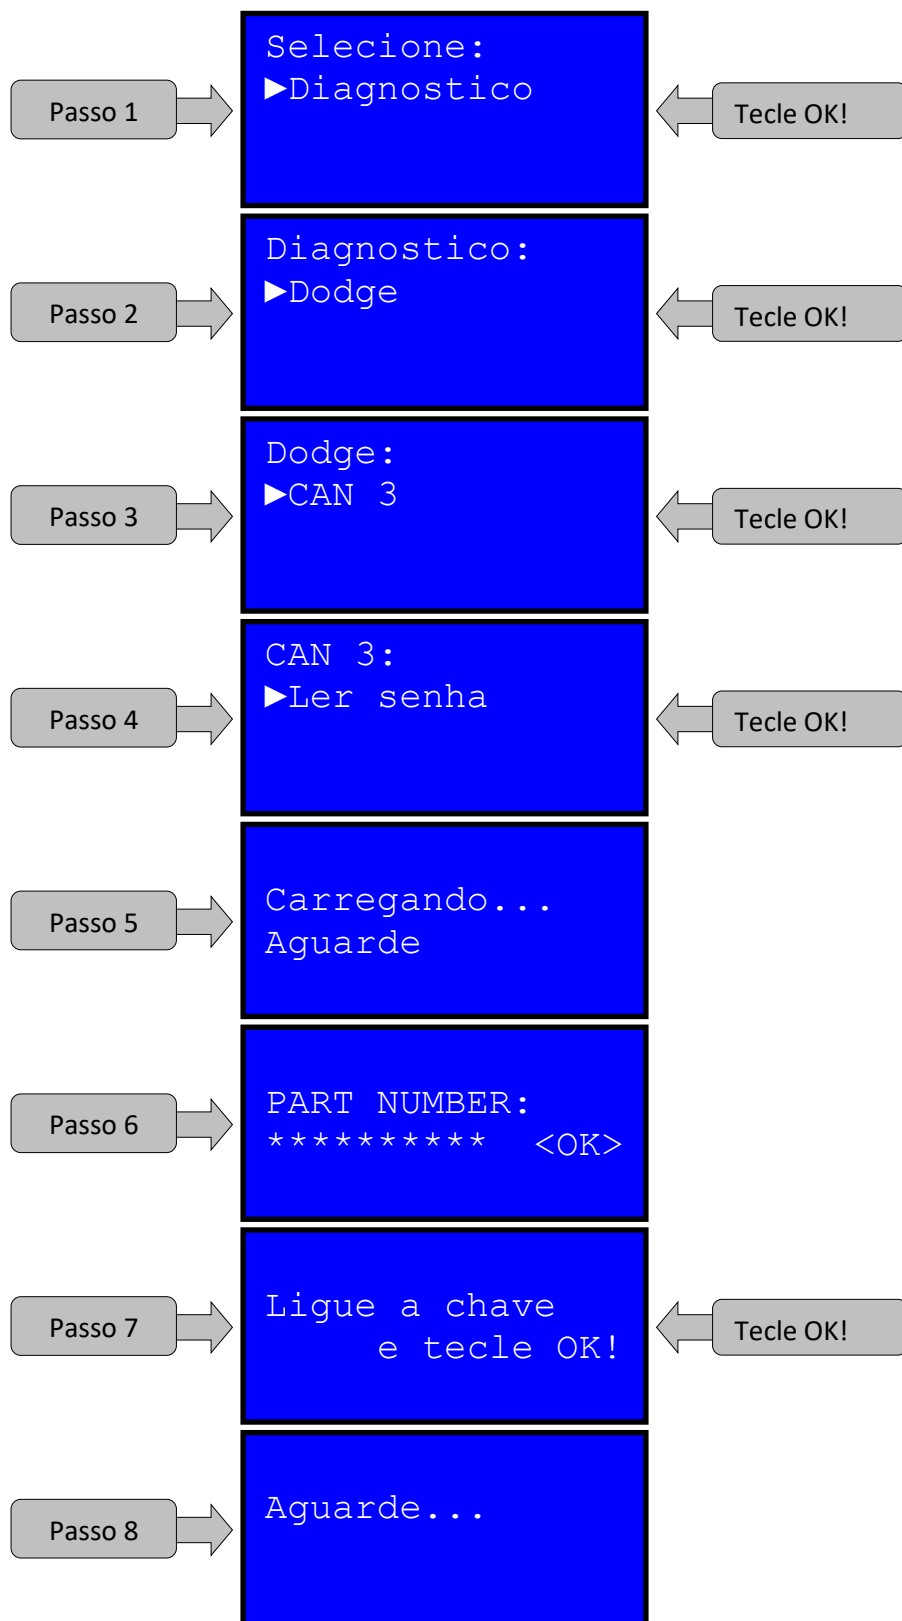 Selecione:
Passo 1
►Diagnostico
Tecle OK!
Diagnostico:
Passo 2
►Dodge
Tecle OK!
Dodge:
Passo 3
►CAN 3
Tecle OK!
CAN 3:
Passo 4
►Ler senha
Tecle OK!
Passo 5
Carregando...
Aguarde
Passo 6
PART NUMBER:
********** <OK>
Passo 7
Ligue a chave
e tecle OK!
Tecle OK!
Passo 8
Aguarde...